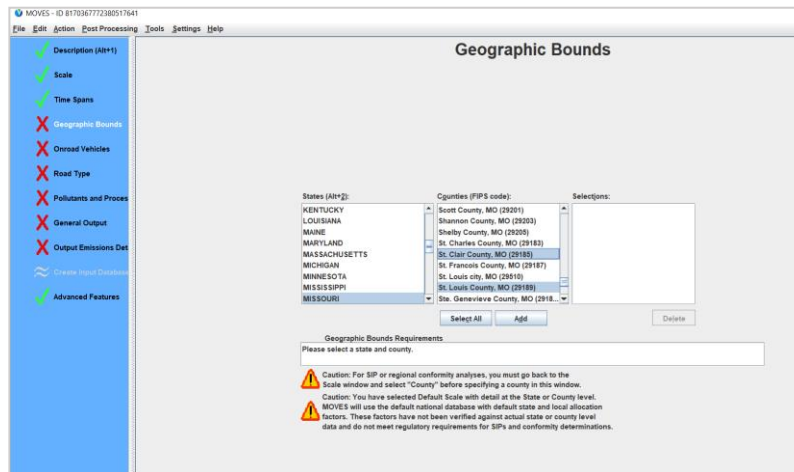 MOVES - ID 8170367772380517641
File Edit Action Post Processing Tools Settings Help
Description (Alt+1)
Scale
Time Spans
Geographic Bounds
Onroad Vehicles
Road Type
Pollutants and Proces
General Output
Output Emissions Det
Create Input Database
Advanced Features
Geographic Bounds
States (Alt+2): Counties (FIPS code): Selections:
KENTUCKY Scott County, MO (29201)
LOUISIANA Shannon County, MO (29203)
MAINE Shelby County, MO (29205)
MARYLAND St. Charles County, MO (29183)
MASSACHUSETTS St. Clair County, MO (29185)
MICHIGAN St. Francois County, MO (29187)
MINNESOTA St. Louis city, MO (29510)
MISSISSIPPI St. Louis County, MO (29189)
MISSOURI Ste. Genevieve County, MO (2918...
Select All Add Delete
Geographic Bounds Requirements
Please select a state and county.
Caution: For SIP or regional conformity analyses, you must go back to the
Scale window and select "County" before specifying a county in this window.
Caution: You have selected Default Scale with detail at the State or County level.
MOVES will use the default national database with default state and local allocation
factors. These factors have not been verified against actual state or county level
data and do not meet regulatory requirements for SIPs and conformity determinations.